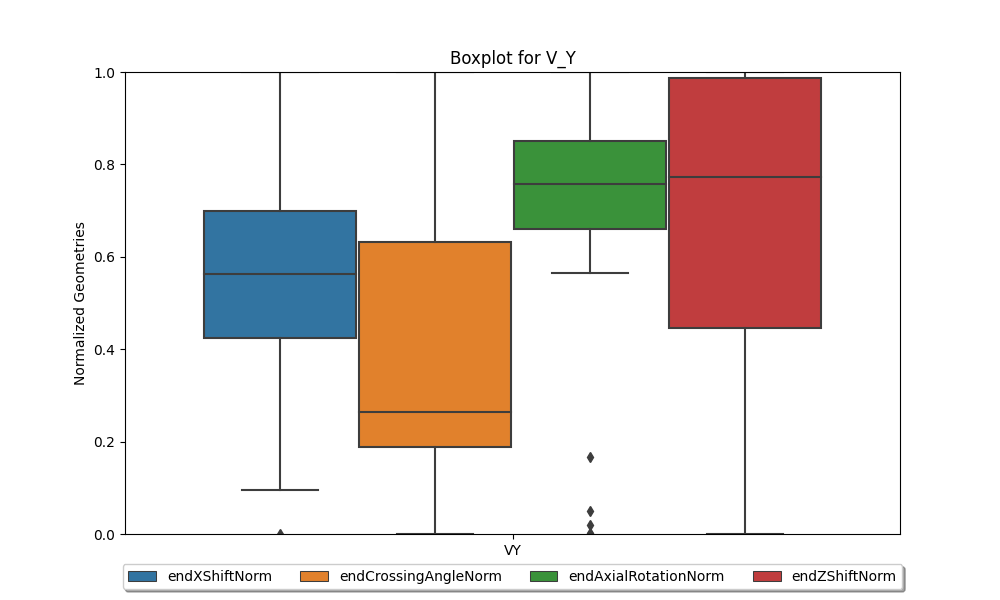 Boxplot for V_Y
1.0
0.8
0.6
0.4
0.2
0.0
Normalized Geometries
VY
endXShiftNorm endCrossingAngleNorm endAxialRotationNorm endZShiftNorm